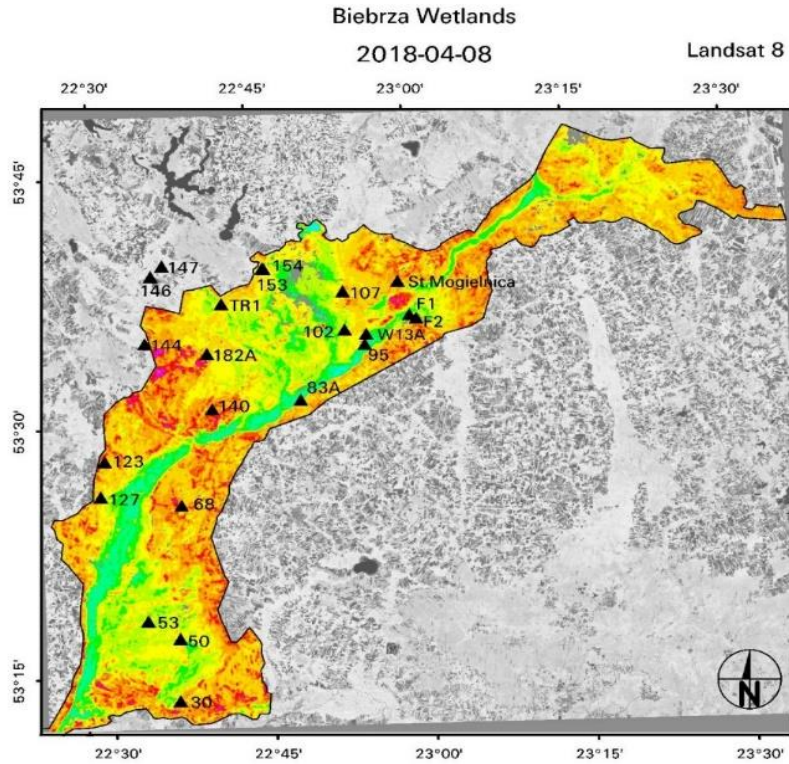 Biebrza Wetlands
2018-04-08
Landsat 8
22°30' 22°45' 23°00' 23°15' 23°30'
53°45'
147
146
154
153
St.Mogielnica
107
TR1
F1
F2
102
W13A
95
144
182A
83A
140
53°30'
123
127
68
53
50
53°15'
30
N
22°30' 22°45' 23°00' 23°15' 23°30'